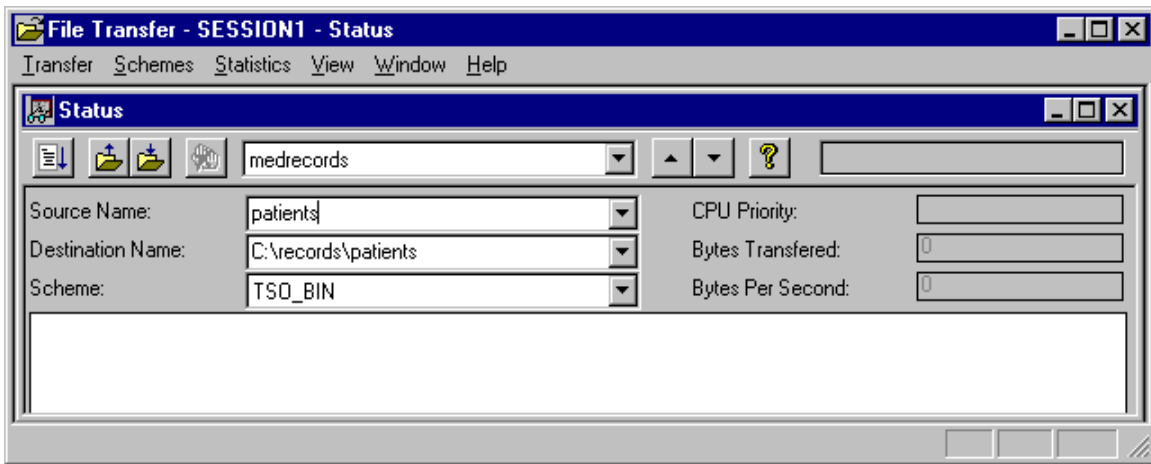 File Transfer - SESSION1 - Status
Transfer Schemes Statistics View Window Help
Status
medrecords
Source Name: patients CPU Priority:
Destination Name: C:\records\patients Bytes Transfered: 0
Scheme: TSO_BIN Bytes Per Second: 0